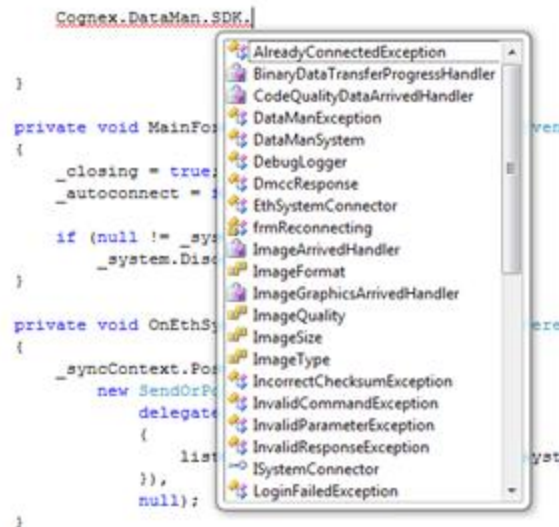 Cognex.DataMan.SDK.
AlreadyConnectedException
BinaryDataTransferProgressHandler
}
CodeQualityDataArrivedHandler
DataManException
private void MainFo
DataManSystem
{
DebugLogger
_closing = true;
DmccResponse
_autoconnect =
EthSystemConnector
frmReconnecting
if (null != _sys
ImageArrivedHandler
_system.Disc
ImageFormat
}
ImageGraphicsArrivedHandler
ImageQuality
private void OnEthSy
ImageSize
{
ImageType
_syncContext.Pos
IncorrectChecksumException
new SendOrPo
InvalidCommandException
delegate
InvalidParameterException
{
InvalidResponseException
list
yst
ISystemConnector
}),
LoginFailedException
null);
}